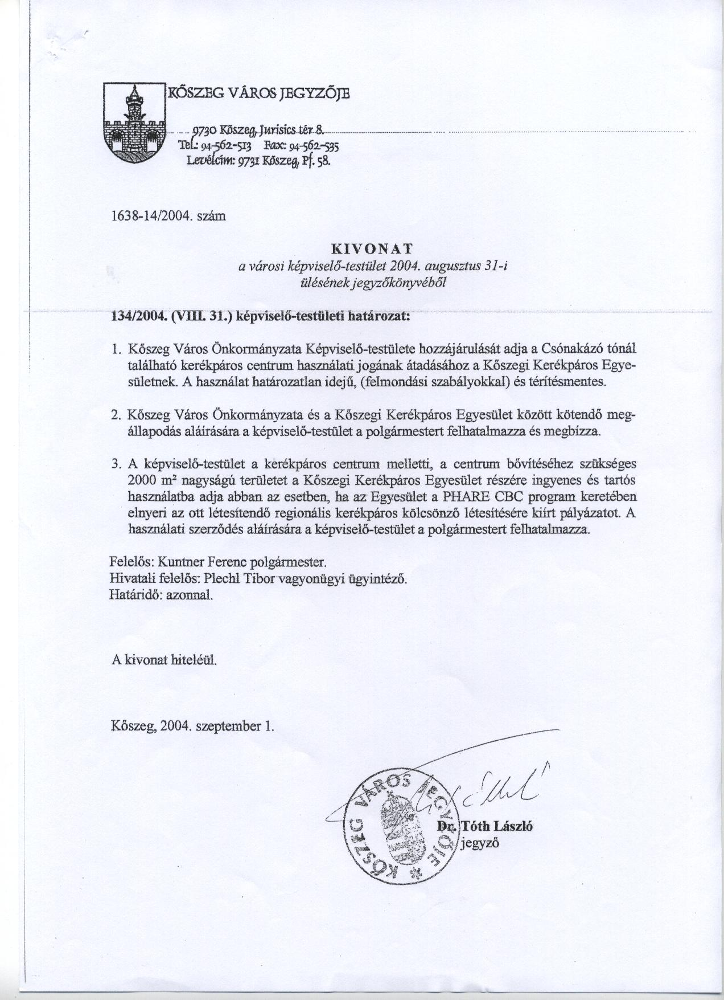 KŐSZEG VÁROS JEGYZŐJE
9730 Kőszeg, Jurisics tér 8.
Tel.: 94-562-513 Fax: 94-562-535
Levélcím: 9731 Kőszeg, Pf. 58.
1638-14/2004. szám
KIVONAT
a városi képviselő-testület 2004. augusztus 31-i
ülésének jegyzőkönyvéből
134/2004. (VIII. 31.) képviselő-testületi határozat:
1. Kőszeg Város Önkormányzata Képviselő-testülete hozzájárulását adja a Csónakázó tónál
található kerékpáros centrum használati jogának átadásához a Kőszegi Kerékpáros Egye-
sületnek. A használat határozatlan idejű, (felmondási szabályokkal) és térítésmentes.
2. Kőszeg Város Önkormányzata és a Kőszegi Kerékpáros Egyesület között kötendő meg-
állapodás aláírására a képviselő-testület a polgármestert felhatalmazza és megbízza.
3. A képviselő-testület a kerékpáros centrum melletti, a centrum bővítéséhez szükséges
2000 m² nagyságú területet a Kőszegi Kerékpáros Egyesület részére ingyenes és tartós
használatba adja abban az esetben, ha az Egyesület a PHARE CBC program keretében
elnyeri az ott létesítendő regionális kerékpáros kölcsönző létesítésére kiírt pályázatot. A
használati szerződés aláírására a képviselő-testület a polgármestert felhatalmazza.
Felelős: Kuntner Ferenc polgármester.
Hivatali felelős: Plechl Tibor vagyonügyi ügyintéző.
Határidő: azonnal.
A kivonat hiteléül.
Kőszeg, 2004. szeptember 1.
KŐSZEG VÁROS JEGYZŐJE *
Dr. Tóth László
jegyző